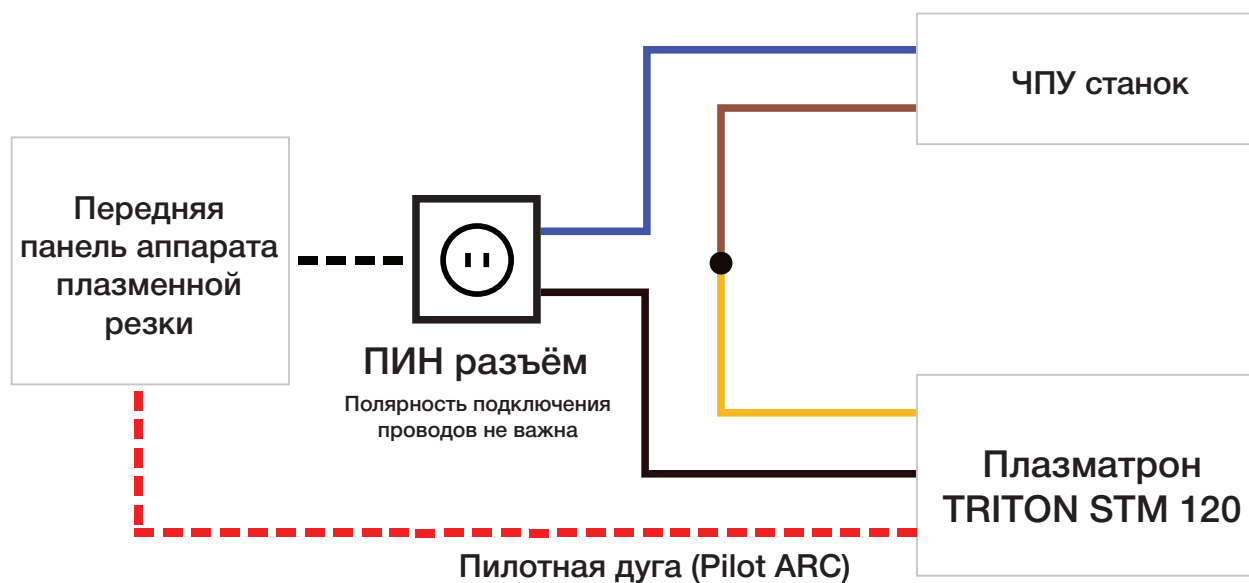 ЧПУ станок
Передняя
панель аппарата
плазменной
резки
ПИН разъём
Полярность подключения
проводов не важна
Плазматрон
TRITON STM 120
Пилотная дуга (Pilot ARC)